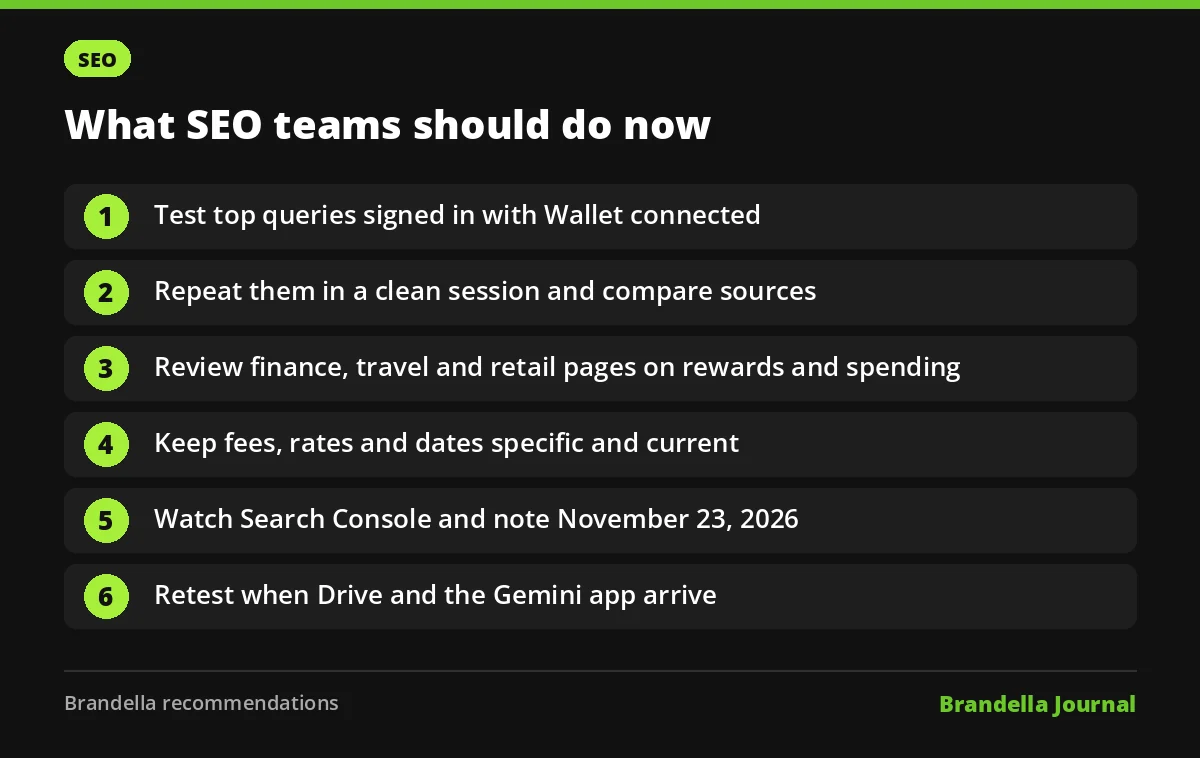 SEO
What SEO teams should do now
1 Test top queries signed in with Wallet connected
2 Repeat them in a clean session and compare sources
3 Review finance, travel and retail pages on rewards and spending
4 Keep fees, rates and dates specific and current
5 Watch Search Console and note November 23, 2026
6 Retest when Drive and the Gemini app arrive
Brandella recommendations
Brandella Journal